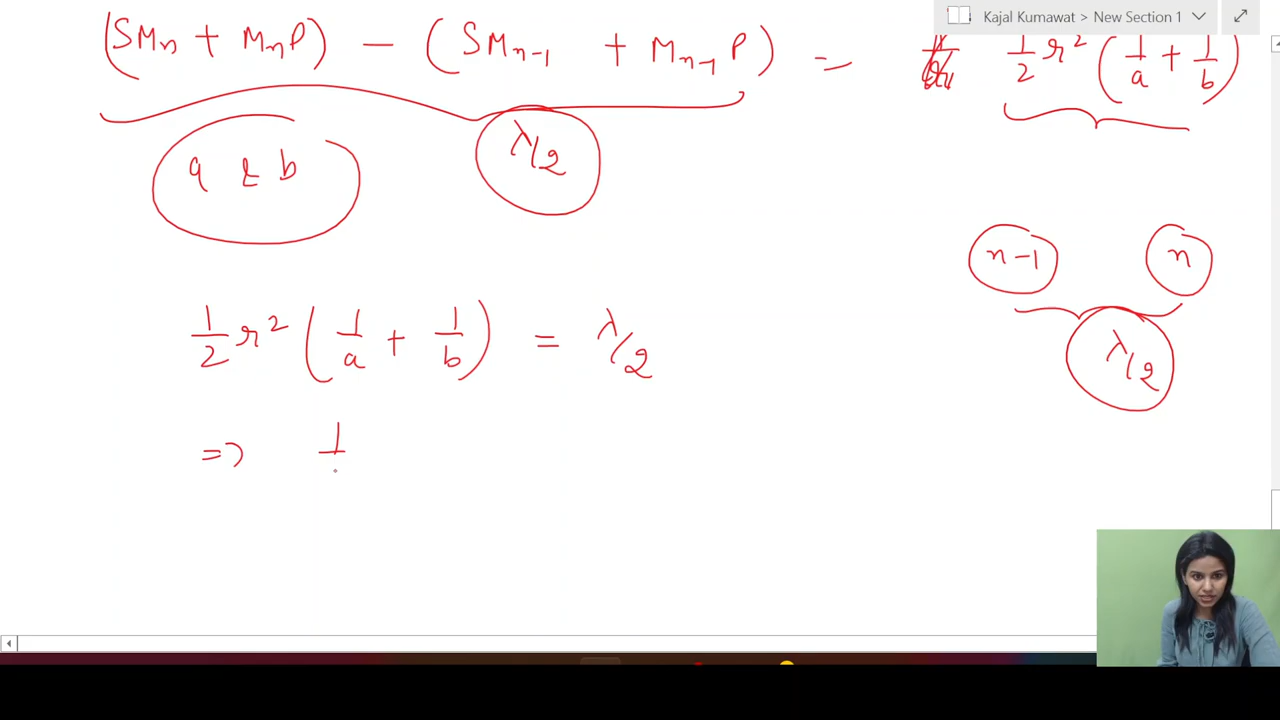 Kajal Kumawat > New Section 1
(SMₙ + MₙP) − (SMₙ₋₁ + Mₙ₋₁P) = 1/2 r² (1/a + 1/b)
a & b
λ/2
n−1 n
λ/2
1/2 r² (1/a + 1/b) = λ/2
=> 1